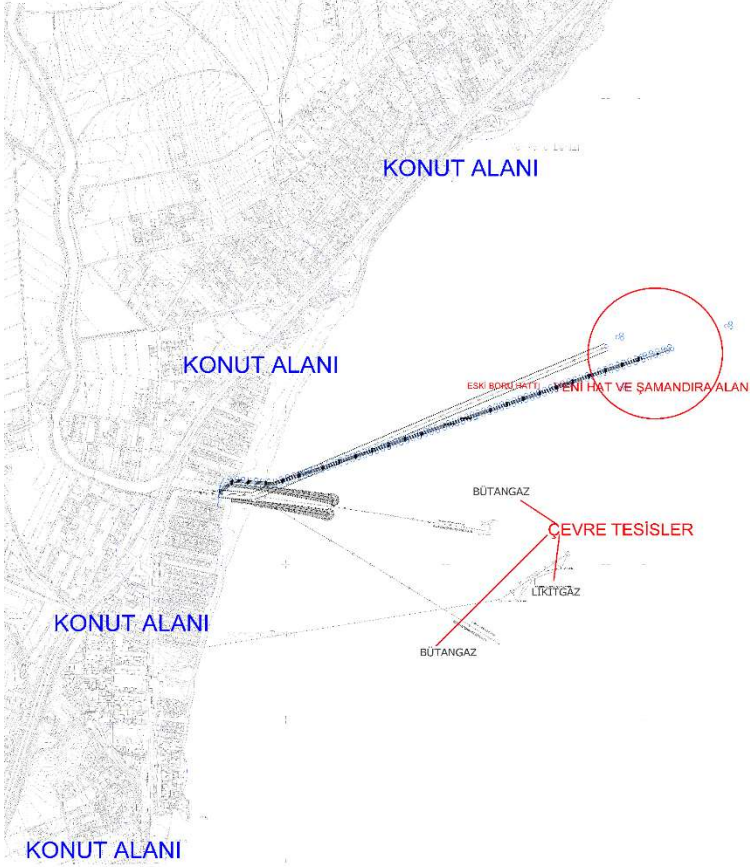 KONUT ALANI
KONUT ALANI
ESKİ BORU HATTI
YENİ HAT VE ŞAMANDIRA ALAN
BÜTANGAZ
ÇEVRE TESİSLER
LİKİTGAZ
KONUT ALANI
BÜTANGAZ
KONUT ALANI